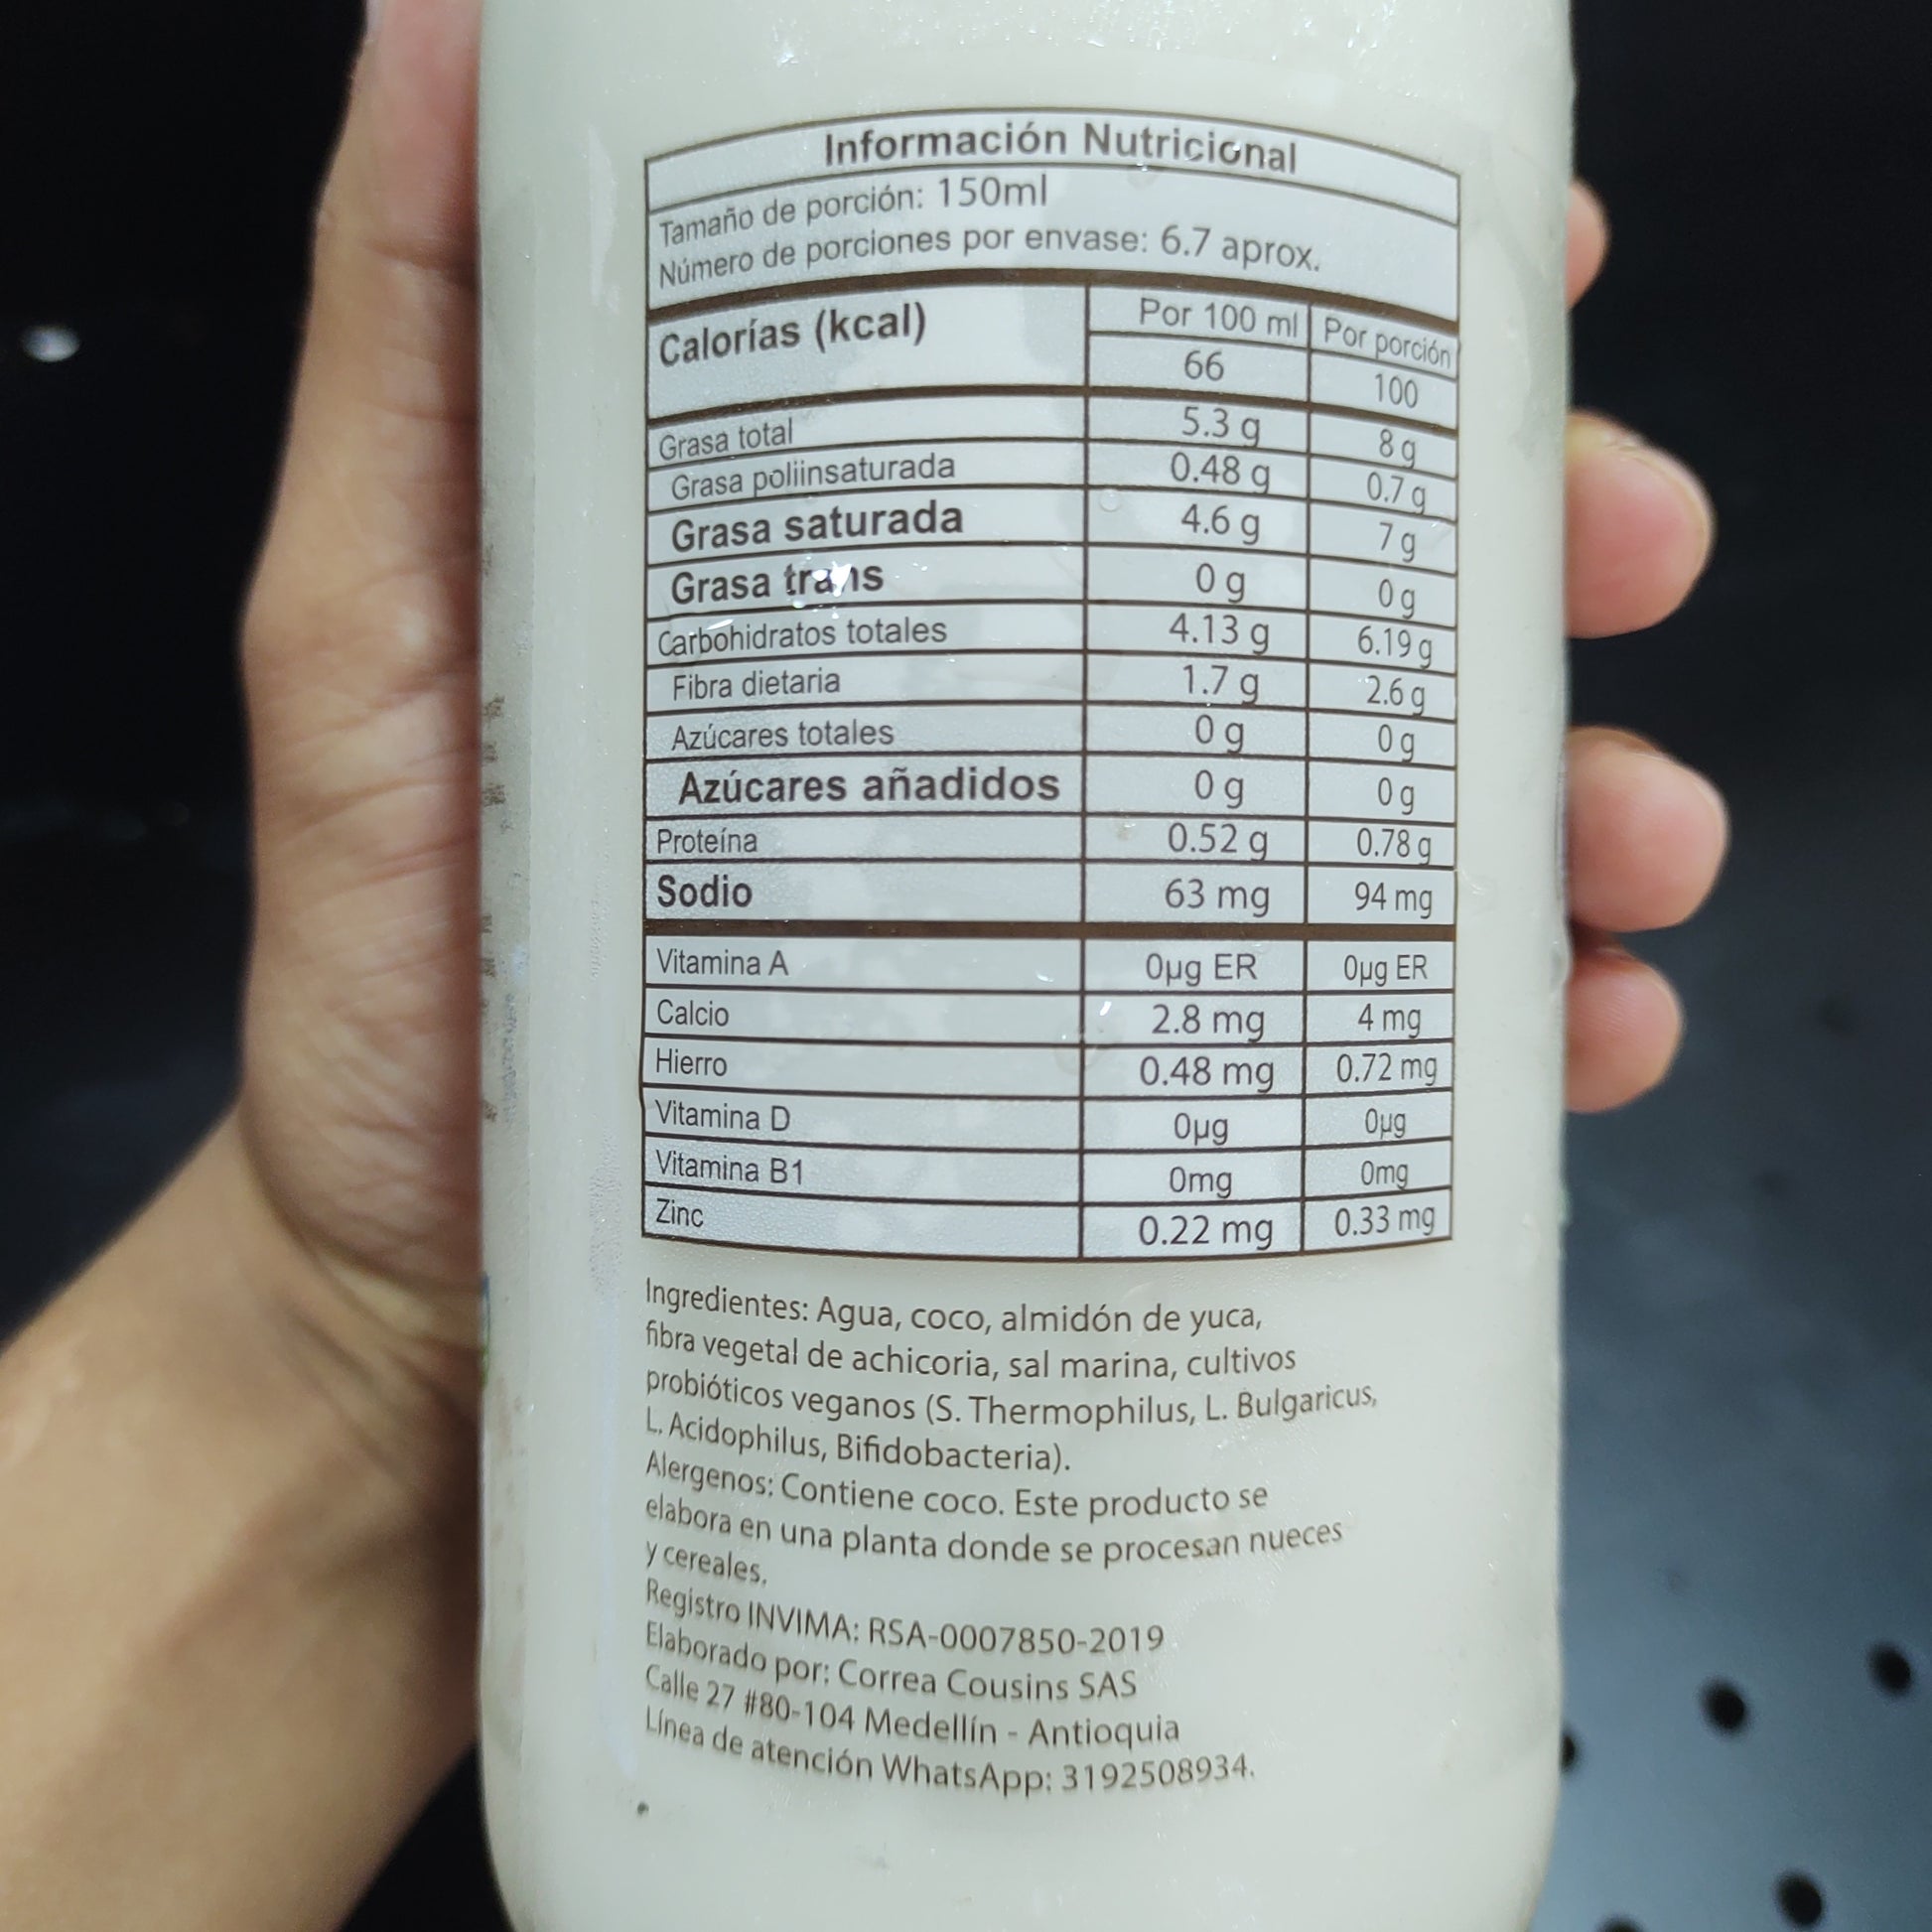 Información Nutricional
Tamaño de porción: 150ml
Número de porciones por envase: 6.7 aprox.
Calorías (kcal) Por 100 ml Por porción
66 100
Grasa total 5.3 g 8 g
Grasa poliinsaturada 0.48 g 0.7 g
Grasa saturada 4.6 g 7 g
Grasa trans 0 g 0 g
Carbohidratos totales 4.13 g 6.19 g
Fibra dietaria 1.7 g 2.6 g
Azúcares totales 0 g 0 g
Azúcares añadidos 0 g 0 g
Proteína 0.52 g 0.78 g
Sodio 63 mg 94 mg
Vitamina A 0µg ER 0µg ER
Calcio 2.8 mg 4 mg
Hierro 0.48 mg 0.72 mg
Vitamina D 0µg 0µg
Vitamina B1 0mg 0mg
Zinc 0.22 mg 0.33 mg
Ingredientes: Agua, coco, almidón de yuca,
fibra vegetal de achicoria, sal marina, cultivos
probióticos veganos (S. Thermophilus, L. Bulgaricus,
L. Acidophilus, Bifidobacteria).
Alergenos: Contiene coco. Este producto se
elabora en una planta donde se procesan nueces
y cereales.
Registro INVIMA: RSA-0007850-2019
Elaborado por: Correa Cousins SAS
Calle 27 #80-104 Medellín - Antioquia
Línea de atención WhatsApp: 3192508934.